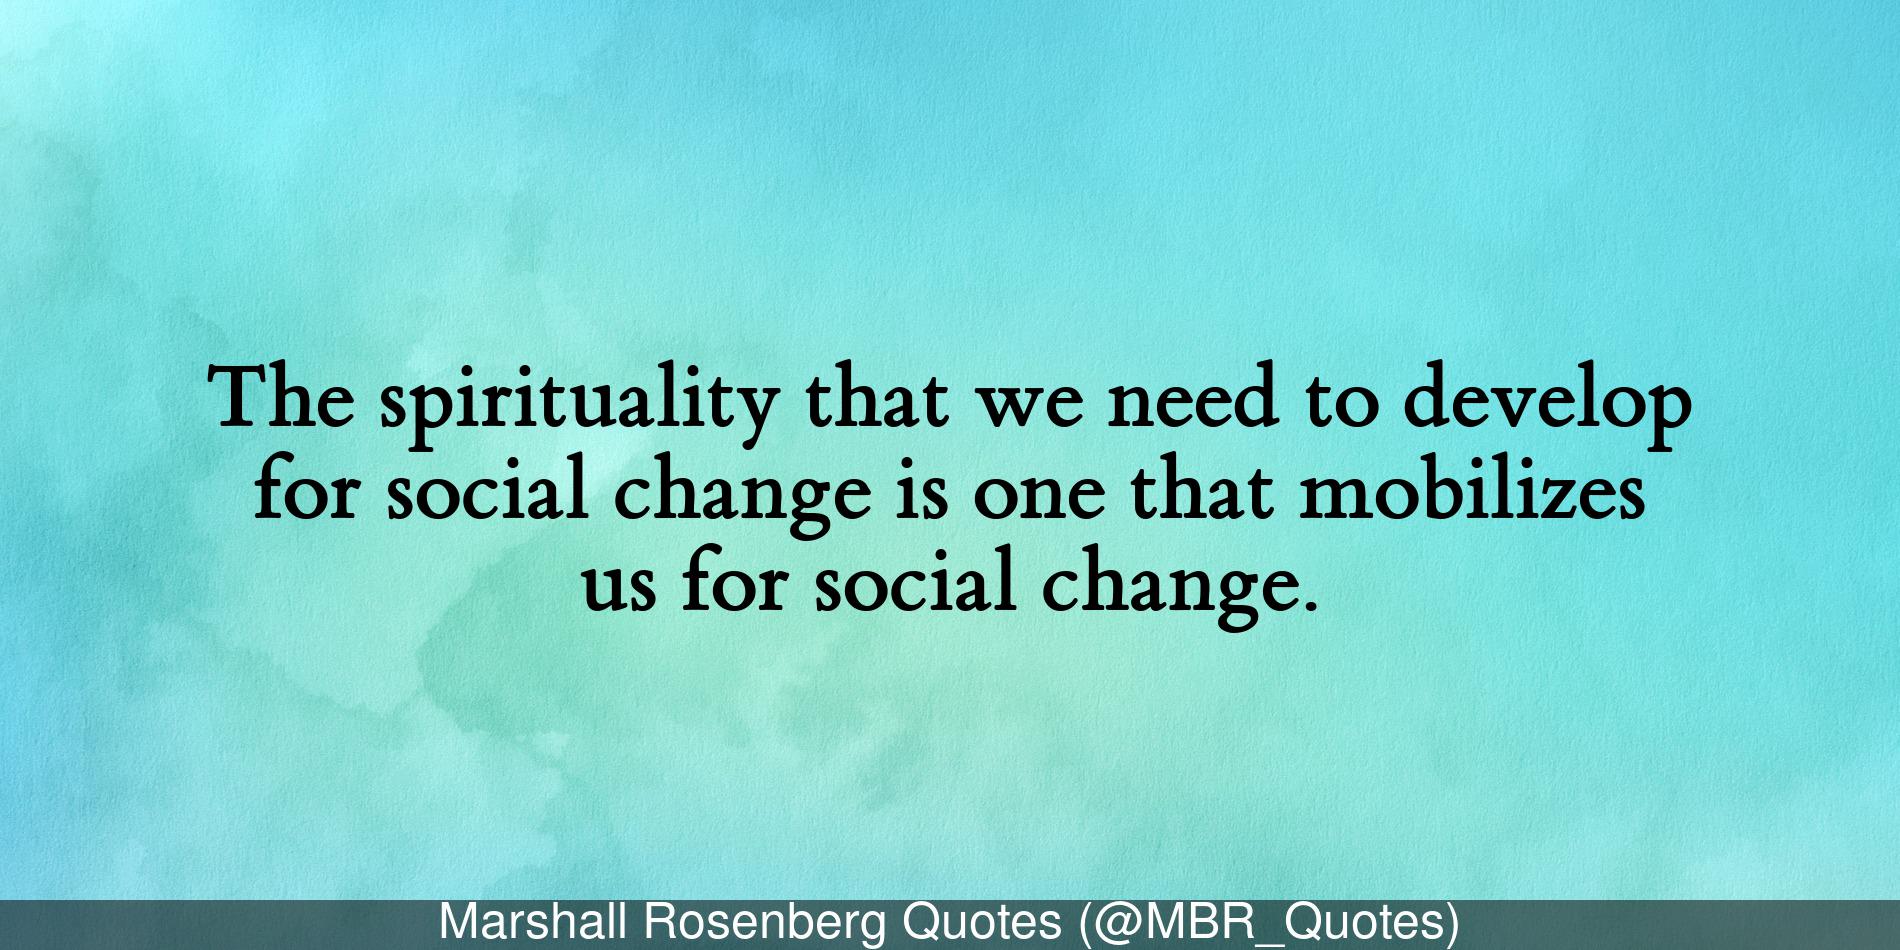 The spirituality that we need to develop
for social change is one that mobilizes
us for social change.
Marshall Rosenberg Quotes (@MBR_Quotes)